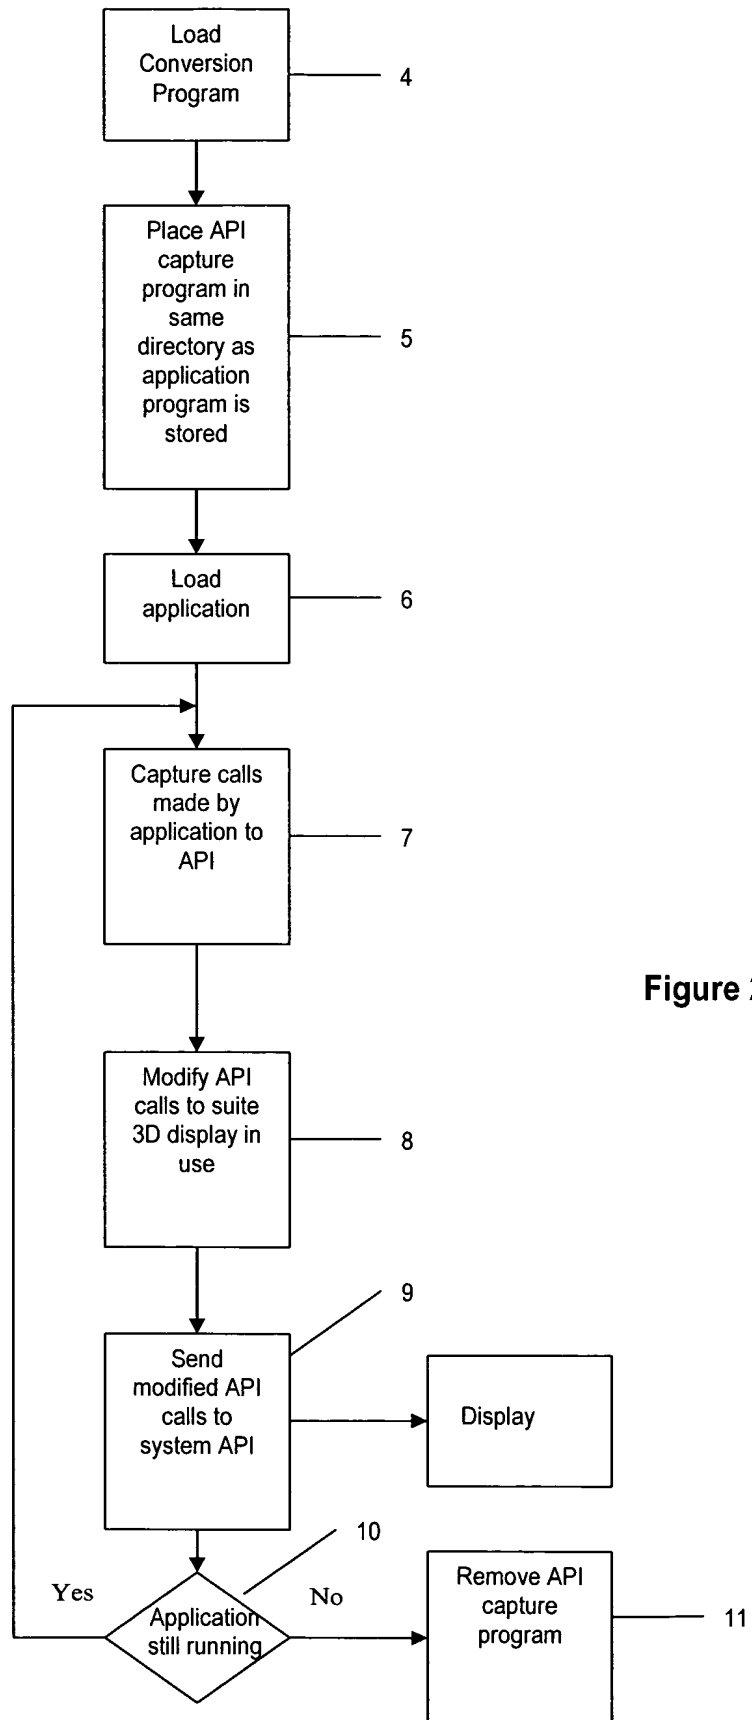 Load
Conversion
Program
4
Place API
capture
program in
same
directory as
application
program is
stored
5
Load
application
6
Capture calls
made by
application to
API
7
Figure
Modify API
calls to suite
3D display in
use
8
9
Send
modified API
calls to
system API
Display
10
Yes
Application
still running
No
Remove API
capture
program
11